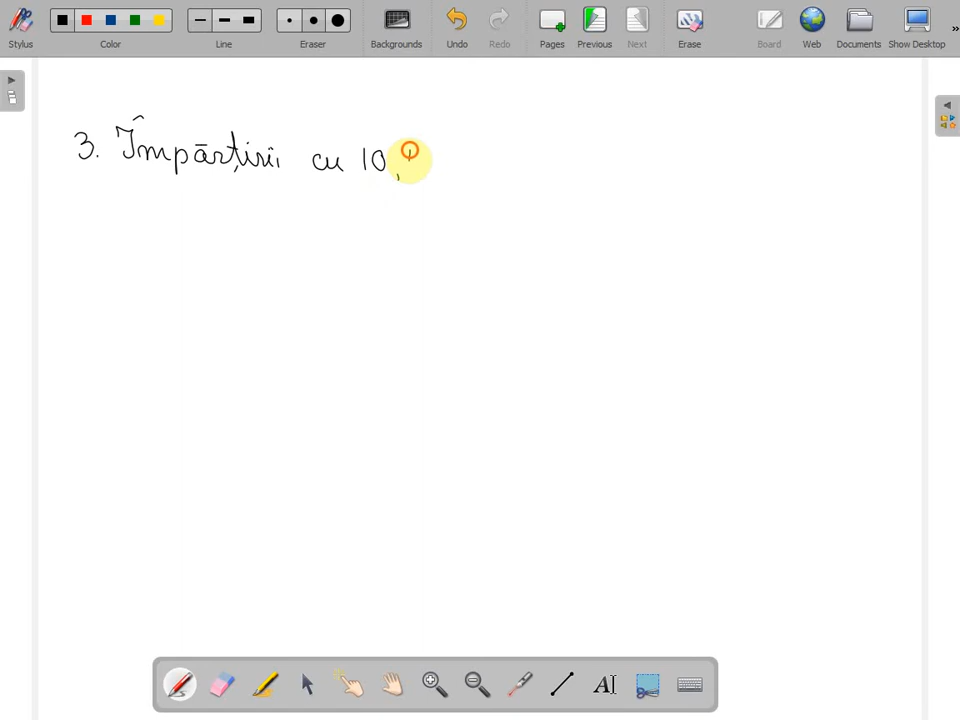 Stylus Color Line Eraser Backgrounds Undo Redo Pages Previous Next Erase Board Web Documents Show Desktop »
3. Împărțirii cu 10,